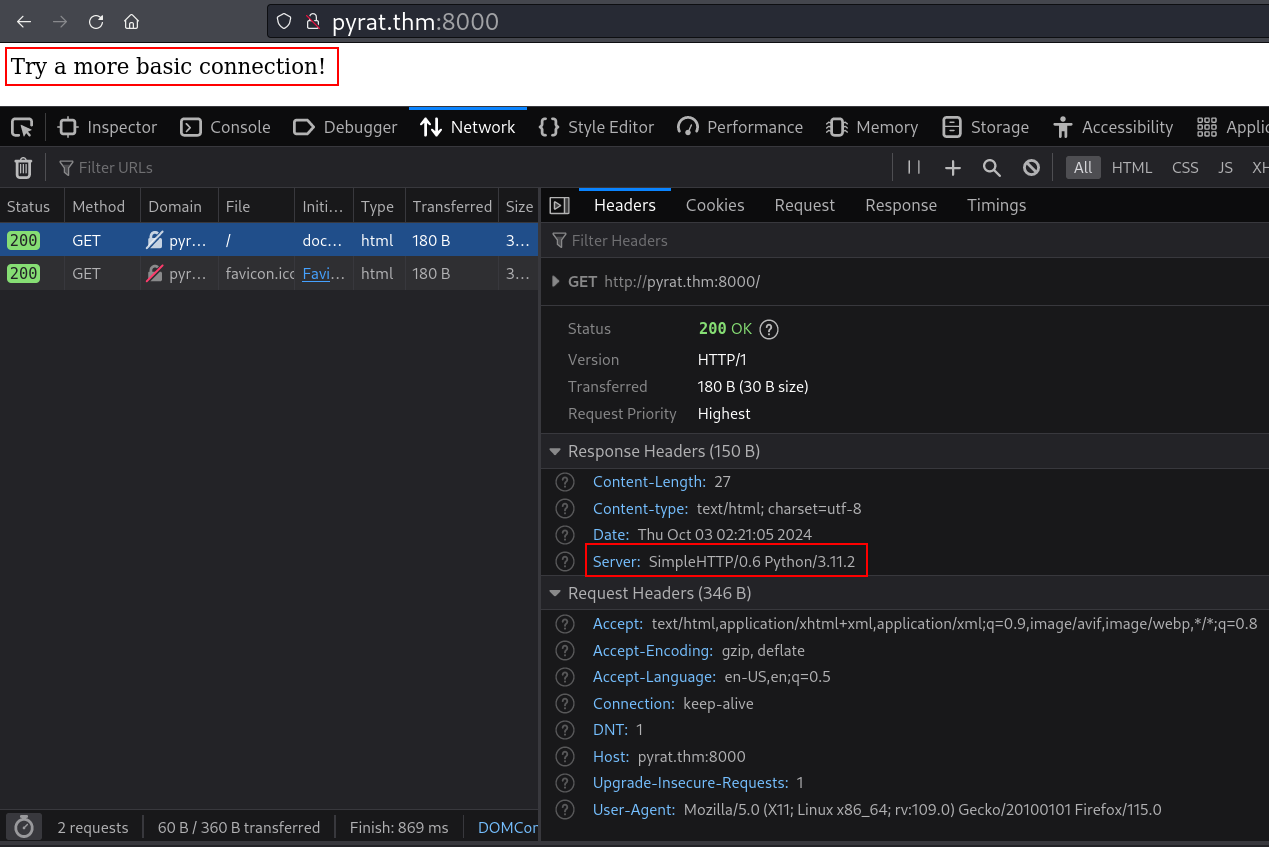 pyrat.thm:8000
Try a more basic connection!
Inspector Console Debugger Network Style Editor Performance Memory Storage Accessibility Applic
Filter URLs All HTML CSS JS XH
Status Method Domain File Initi… Type Transferred Size
200 GET pyr… / doc… html 180 B 3…
200 GET pyr… favicon.icc Favi… html 180 B 3…
Headers Cookies Request Response Timings
Filter Headers
GET http://pyrat.thm:8000/
Status 200 OK ?
Version HTTP/1
Transferred 180 B (30 B size)
Request Priority Highest
Response Headers (150 B)
? Content-Length: 27
? Content-type: text/html; charset=utf-8
? Date: Thu Oct 03 02:21:05 2024
? Server: SimpleHTTP/0.6 Python/3.11.2
Request Headers (346 B)
? Accept: text/html,application/xhtml+xml,application/xml;q=0.9,image/avif,image/webp,*/*;q=0.8
? Accept-Encoding: gzip, deflate
? Accept-Language: en-US,en;q=0.5
? Connection: keep-alive
? DNT: 1
? Host: pyrat.thm:8000
? Upgrade-Insecure-Requests: 1
? User-Agent: Mozilla/5.0 (X11; Linux x86_64; rv:109.0) Gecko/20100101 Firefox/115.0
2 requests 60 B / 360 B transferred Finish: 869 ms DOMCor